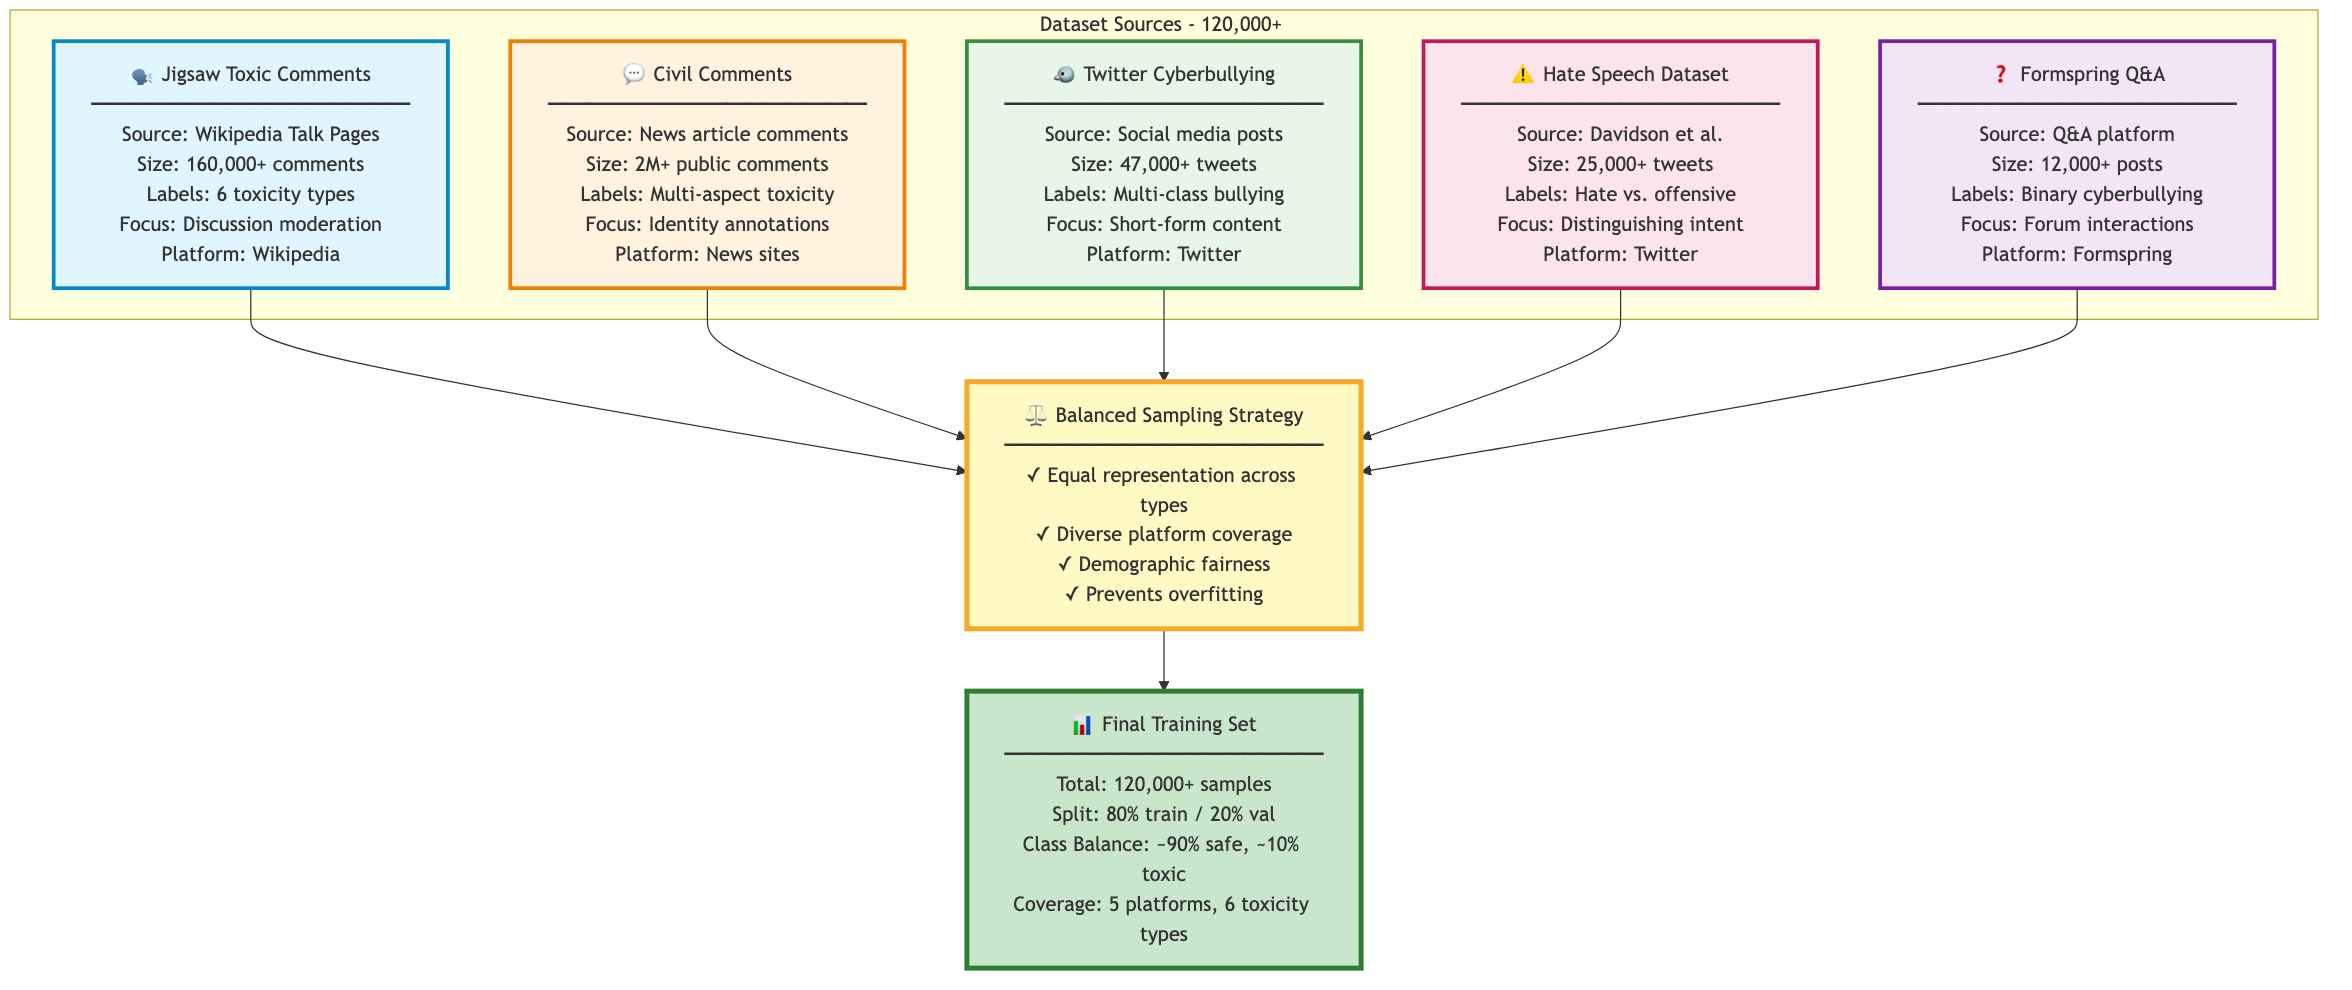 Dataset Sources - 120,000+
🗣️ Jigsaw Toxic Comments
Source: Wikipedia Talk Pages
Size: 160,000+ comments
Labels: 6 toxicity types
Focus: Discussion moderation
Platform: Wikipedia
💬 Civil Comments
Source: News article comments
Size: 2M+ public comments
Labels: Multi-aspect toxicity
Focus: Identity annotations
Platform: News sites
🐦 Twitter Cyberbullying
Source: Social media posts
Size: 47,000+ tweets
Labels: Multi-class bullying
Focus: Short-form content
Platform: Twitter
⚠️ Hate Speech Dataset
Source: Davidson et al.
Size: 25,000+ tweets
Labels: Hate vs. offensive
Focus: Distinguishing intent
Platform: Twitter
❓ Formspring Q&A
Source: Q&A platform
Size: 12,000+ posts
Labels: Binary cyberbullying
Focus: Forum interactions
Platform: Formspring
⚖️ Balanced Sampling Strategy
✓ Equal representation across
types
✓ Diverse platform coverage
✓ Demographic fairness
✓ Prevents overfitting
📊 Final Training Set
Total: 120,000+ samples
Split: 80% train / 20% val
Class Balance: ~90% safe, ~10%
toxic
Coverage: 5 platforms, 6 toxicity
types